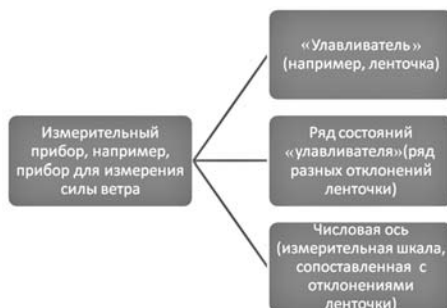 «Улавливатель»
(например, ленточка)
Измерительный
прибор, например,
прибор для измерения
силы ветра
Ряд состояний
«улавливателя»(ряд
разных отклонений
ленточки)
Числовая ось
(измерительная шкала,
сопоставленная с
отклонениями
ленточки)